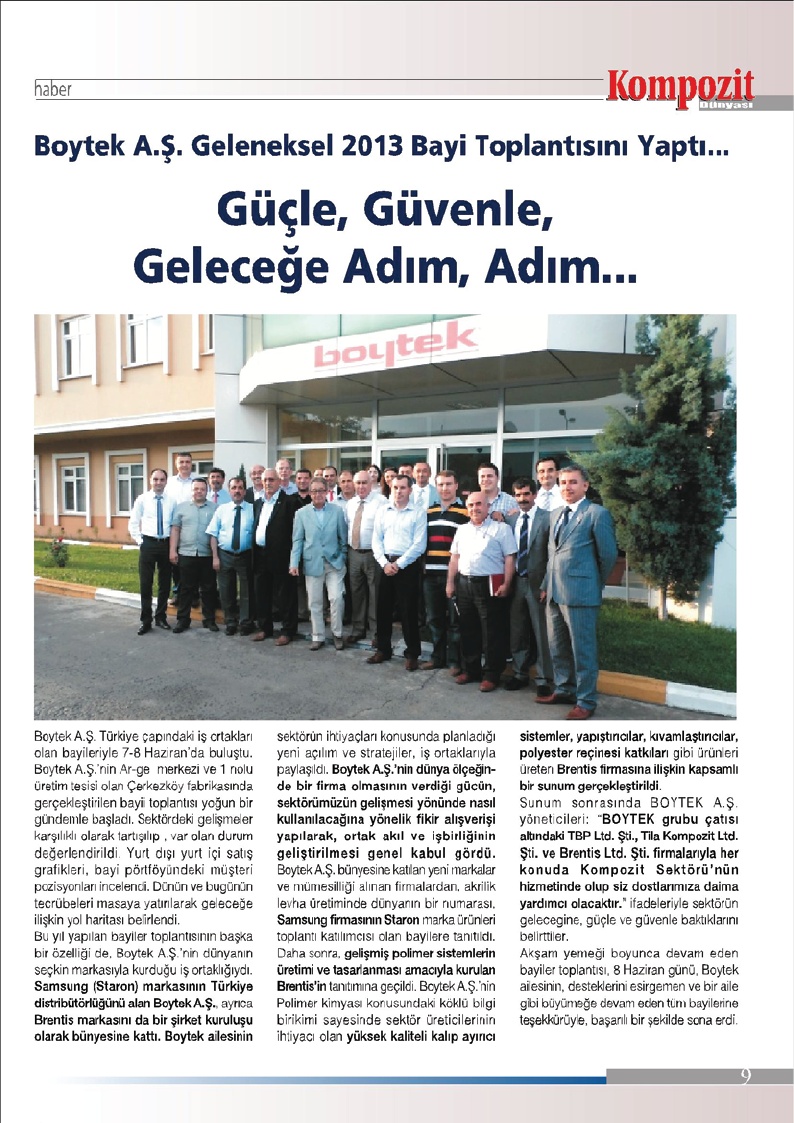 haber
Kompozit
Dünyası
Boytek A.Ş. Geleneksel 2013 Bayi Toplantısını Yaptı...
Güçle, Güvenle,
Geleceğe Adım, Adım...
boytek
Boytek A.Ş. Türkiye çapındaki iş ortakları
olan bayileriyle 7-8 Haziran'da buluştu.
Boytek A.Ş.'nin Ar-ge merkezi ve 1 nolu
üretim tesisi olan Çerkezköy fabrikasında
gerçekleştirilen bayii toplantısı yoğun bir
gündemle başladı. Sektördeki gelişmeler
karşılıklı olarak tartışılıp , var olan durum
değerlendirildi. Yurt dışı yurt içi satış
grafikleri, bayi pörtföyündeki müşteri
pozisyonları incelendi. Dünün ve bugünün
tecrübeleri masaya yatırılarak geleceğe
ilişkin yol haritası belirlendi.
Bu yıl yapılan bayiler toplantısının başka
bir özelliği de, Boytek A.Ş.'nin dünyanın
seçkin markasıyla kurduğu iş ortaklığıydı.
Samsung (Staron) markasının Türkiye
distribütörlüğünü alan Boytek A.Ş., ayrıca
Brentis markasını da bir şirket kuruluşu
olarak bünyesine kattı. Boytek ailesinin
sektörün ihtiyaçları konusunda planladığı
yeni açılım ve stratejiler, iş ortaklarıyla
paylaşıldı. Boytek A.Ş.'nin dünya ölçeğin-
de bir firma olmasının verdiği gücün,
sektörümüzün gelişmesi yönünde nasıl
kullanılacağına yönelik fikir alışverişi
yapılarak, ortak akıl ve işbirliğinin
geliştirilmesi genel kabul gördü.
Boytek A.Ş. bünyesine katılan yeni markalar
ve mümesilliği alınan firmalardan, akrilik
levha üretiminde dünyanın bir numarası,
Samsung firmasının Staron marka ürünleri
toplantı katılımcısı olan bayilere tanıtıldı.
Daha sonra, gelişmiş polimer sistemlerin
üretimi ve tasarlanması amacıyla kurulan
Brentis'in tanıtımına geçildi. Boytek A.Ş.'nin
Polimer kimyası konusundaki köklü bilgi
birikimi sayesinde sektör üreticilerinin
ihtiyacı olan yüksek kaliteli kalıp ayırıcı
sistemler, yapıştırıcılar, kıvamlaştırıcılar,
polyester reçinesi katkıları gibi ürünleri
üreten Brentis firmasına ilişkin kapsamlı
bir sunum gerçekleştirildi.
Sunum sonrasında BOYTEK A.Ş.
yöneticileri: "BOYTEK grubu çatısı
altındaki TBP Ltd. Şti., Tila Kompozit Ltd.
Şti. ve Brentis Ltd. Şti. firmalarıyla her
konuda Kompozit Sektörü'nün
hizmetinde olup siz dostlarımıza daima
yardımcı olacaktır." ifadeleriyle sektörün
gelecegine, güçle ve güvenle baktıklarını
belirttiler.
Akşam yemeği boyunca devam eden
bayiler toplantısı, 8 Haziran günü, Boytek
ailesinin, desteklerini esirgemen ve bir aile
gibi büyümeğe devam eden tüm bayilerine
teşekkürüyle, başarılı bir şekilde sona erdi.
9